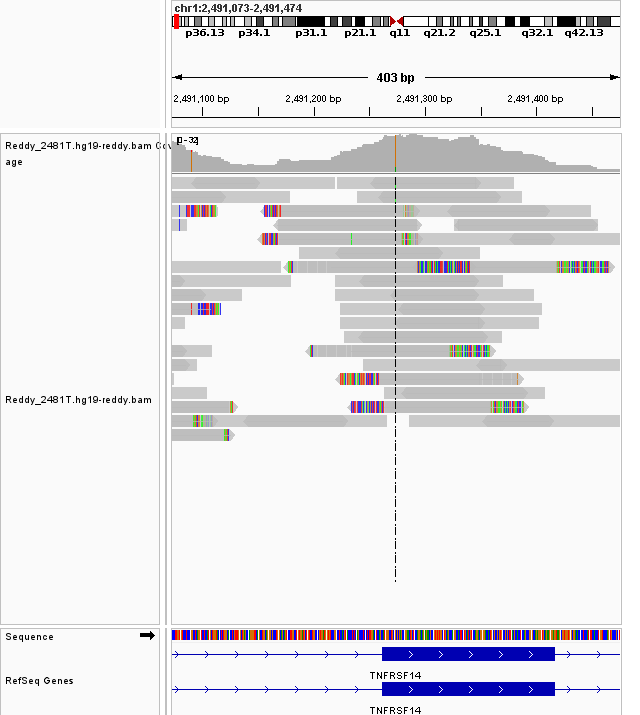 chr1:2,491,073-2,491,474
p36.13 p34.1 p31.1 p21.1 q11 q21.2 q25.1 q32.1 q42.13
403 bp
2,491,100 bp 2,491,200 bp 2,491,300 bp 2,491,400 bp
[0-32]
Reddy_2481T.hg19-reddy.bam Cov
age
Reddy_2481T.hg19-reddy.bam
Sequence
TNFRSF14
RefSeq Genes
TNFRSF14